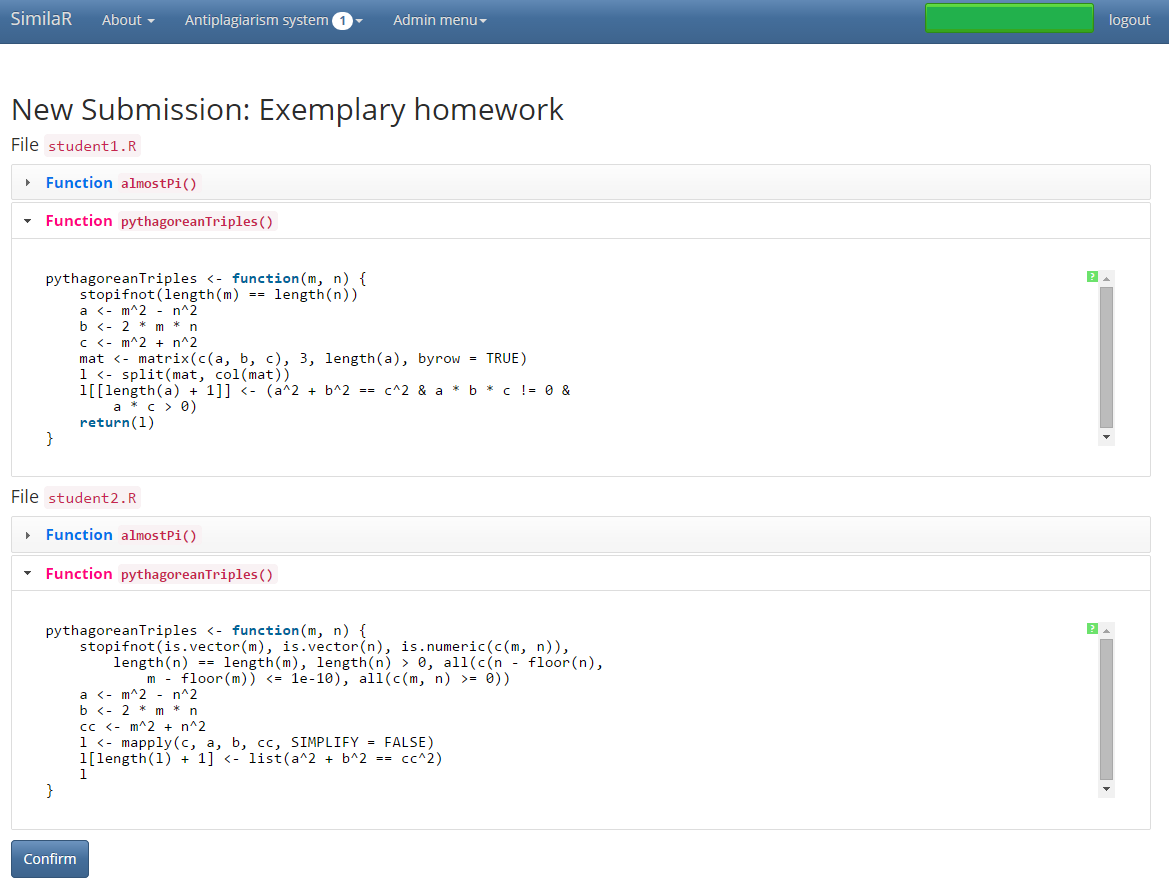 SimilaR About Antiplagiarism system 1 Admin menu logout
New Submission: Exemplary homework
File student1.R
Function almostPi()
Function pythagoreanTriples()
pythagoreanTriples <- function(m, n) {
    stopifnot(length(m) == length(n))
    a <- m^2 - n^2
    b <- 2 * m * n
    c <- m^2 + n^2
    mat <- matrix(c(a, b, c), 3, length(a), byrow = TRUE)
    l <- split(mat, col(mat))
    l[[length(a) + 1]] <- (a^2 + b^2 == c^2 & a * b * c != 0 &
        a * c > 0)
    return(l)
}
?
File student2.R
Function almostPi()
Function pythagoreanTriples()
pythagoreanTriples <- function(m, n) {
    stopifnot(is.vector(m), is.vector(n), is.numeric(c(m, n)),
        length(n) == length(m), length(n) > 0, all(c(n - floor(n),
            m - floor(m)) <= 1e-10), all(c(m, n) >= 0))
    a <- m^2 - n^2
    b <- 2 * m * n
    cc <- m^2 + n^2
    l <- mapply(c, a, b, cc, SIMPLIFY = FALSE)
    l[length(l) + 1] <- list(a^2 + b^2 == cc^2)
    l
}
?
Confirm